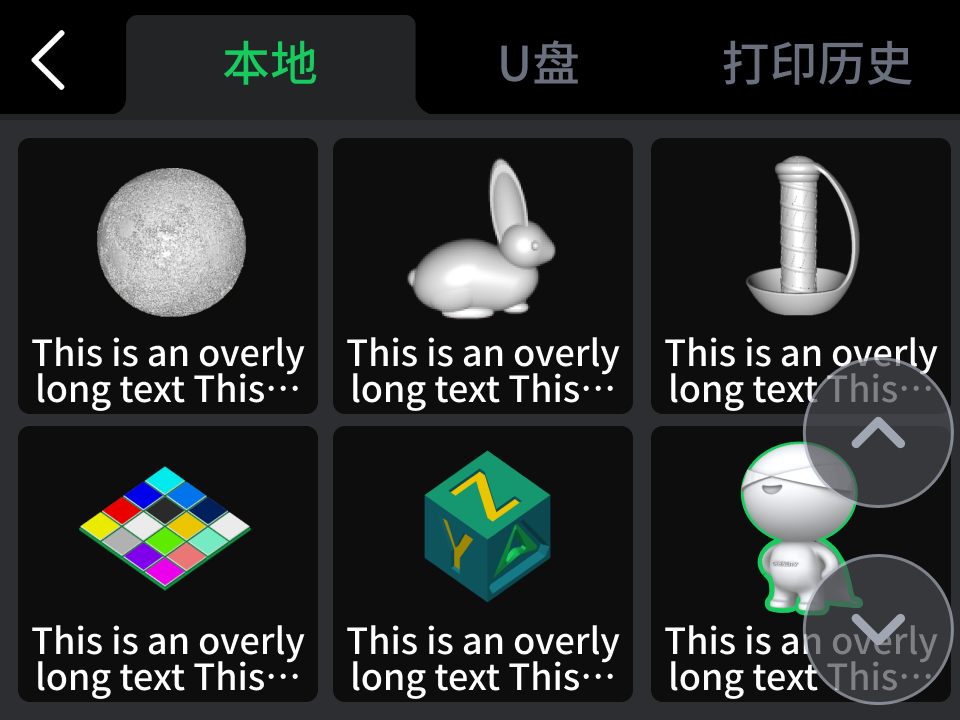 本地
U盘
打印历史
This is an overly
long text This···
This is an overly
long text This···
This is an overly
long text This···
Z
Y
This is an overly
long text This···
This is an overly
long text This···
This is an overly
long text This···